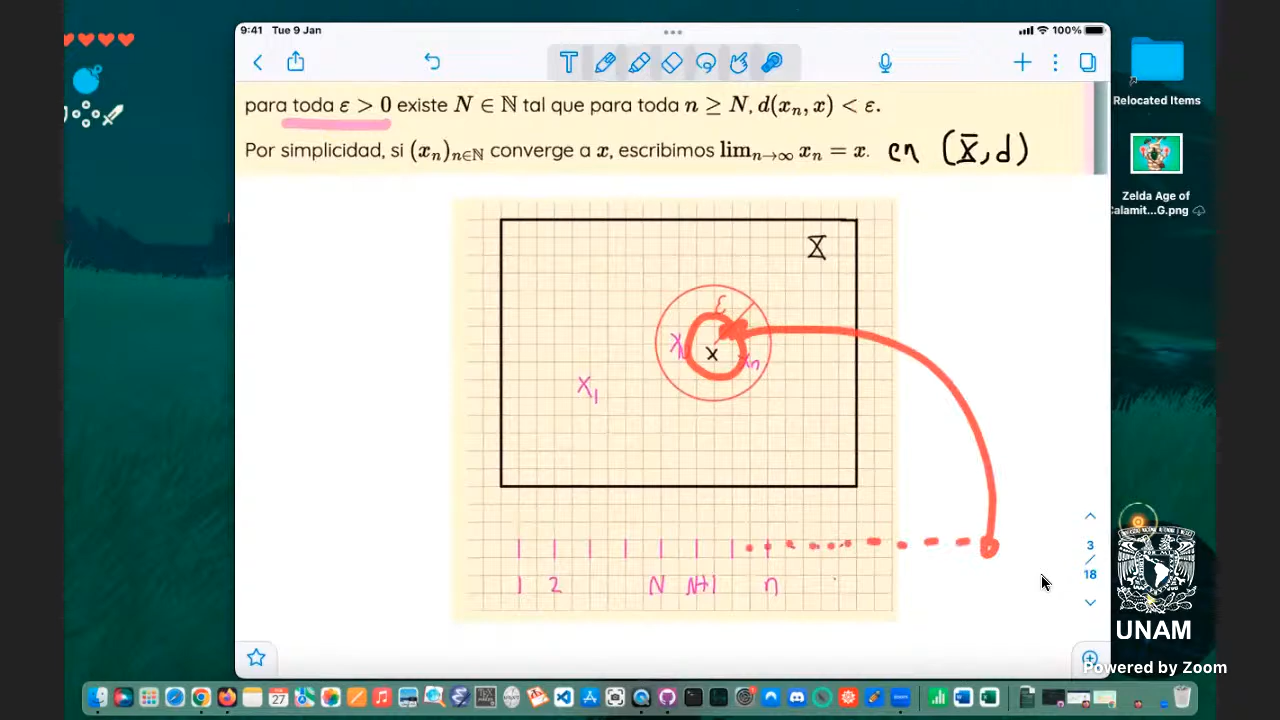 9:41 Tue 9 Jan
100%
para toda ε > 0 existe N ∈ ℕ tal que para toda n ≥ N, d(xₙ, x) < ε.
Por simplicidad, si (xₙ)ₙ∈ℕ converge a x, escribimos limₙ→∞ xₙ = x. en (X̄, d)
X
ε
x
xₙ
x₁
1 2 N N+1 n
3
/
18
Relocated Items
Zelda Age of
Calamit...G.png
27
UNAM
Powered by Zoom